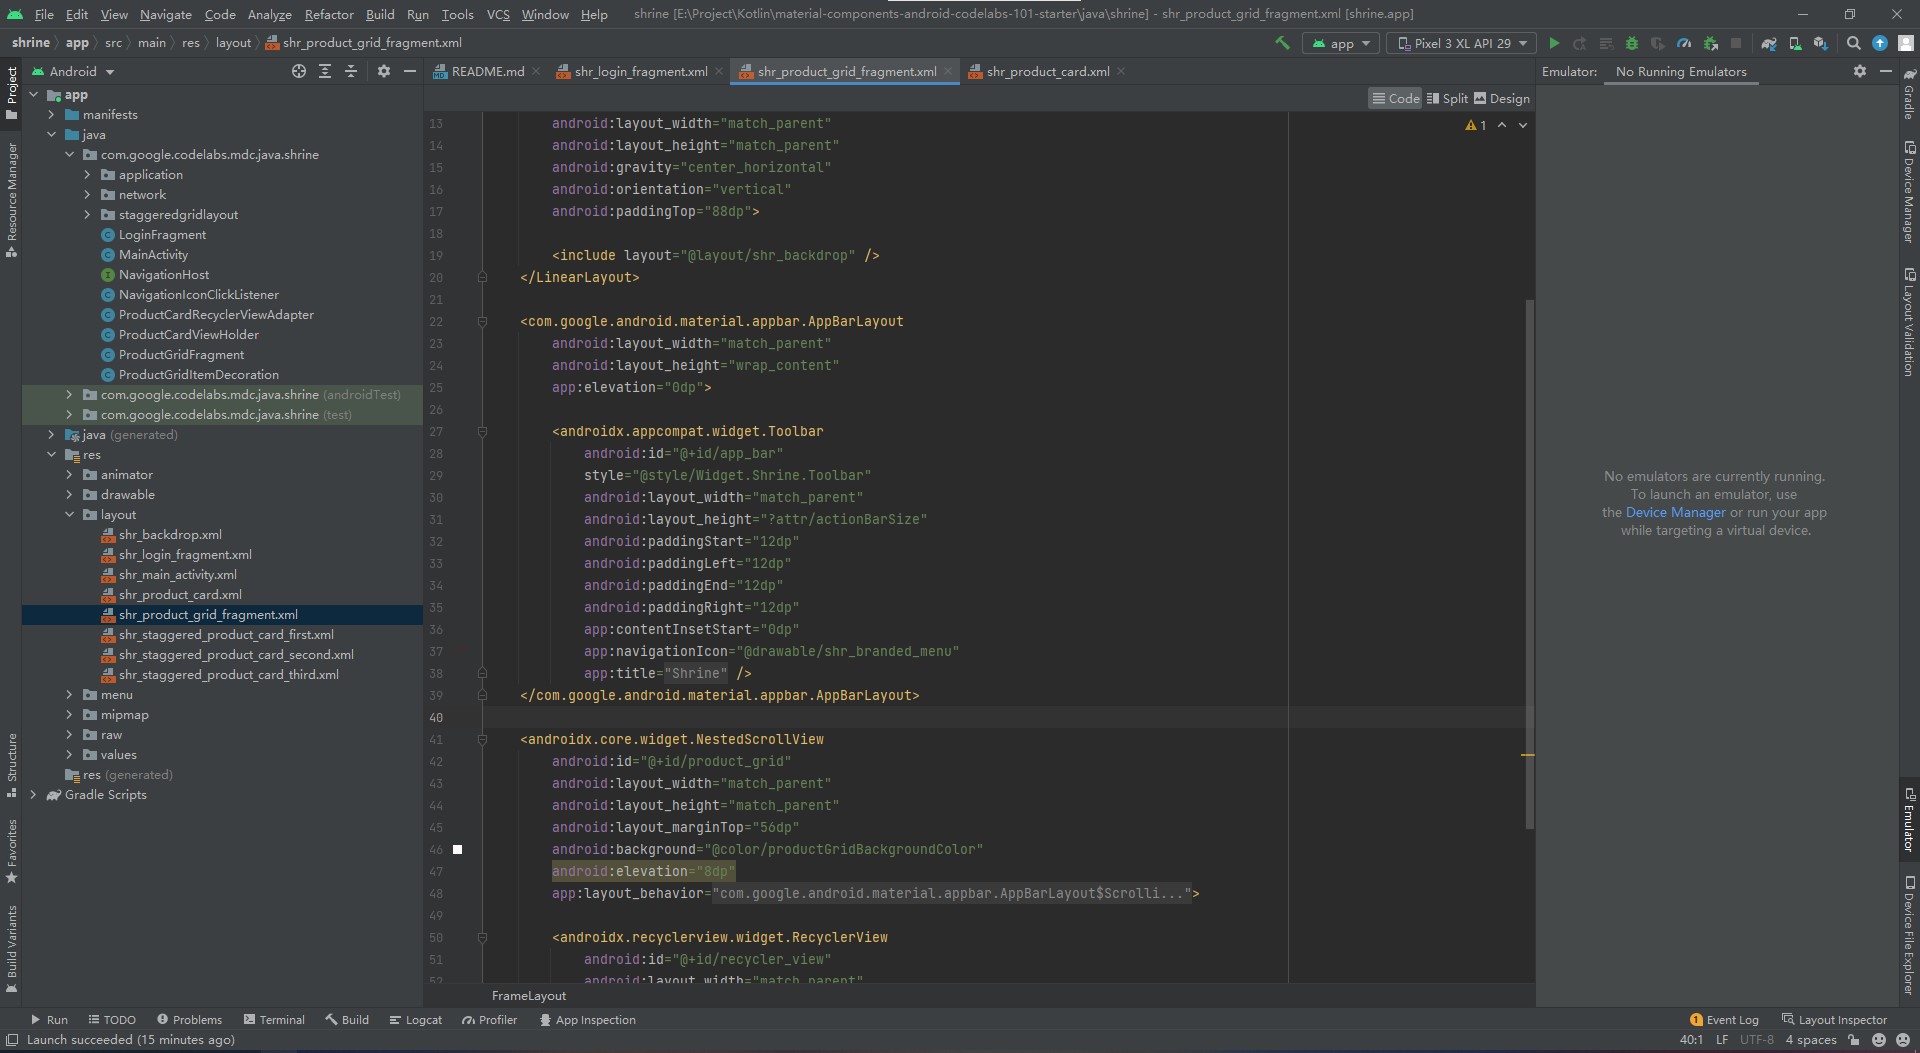 File Edit View Navigate Code Analyze Refactor Build Run Tools VCS Window Help shrine [E:\Project\Kotlin\material-components-android-codelabs-101-starter\java\shrine] - shr_product_grid_fragment.xml [shrine.app]
shrine app src main res layout shr_product_grid_fragment.xml app Pixel 3 XL API 29
Android README.md shr_login_fragment.xml shr_product_grid_fragment.xml shr_product_card.xml Emulator: No Running Emulators
Code Split Design
1
Project
Resource Manager
Structure
Favorites
Build Variants
app
manifests
java
com.google.codelabs.mdc.java.shrine
application
network
staggeredgridlayout
LoginFragment
MainActivity
NavigationHost
NavigationIconClickListener
ProductCardRecyclerViewAdapter
ProductCardViewHolder
ProductGridFragment
ProductGridItemDecoration
com.google.codelabs.mdc.java.shrine (androidTest)
com.google.codelabs.mdc.java.shrine (test)
java (generated)
res
animator
drawable
layout
shr_backdrop.xml
shr_login_fragment.xml
shr_main_activity.xml
shr_product_card.xml
shr_product_grid_fragment.xml
shr_staggered_product_card_first.xml
shr_staggered_product_card_second.xml
shr_staggered_product_card_third.xml
menu
mipmap
raw
values
res (generated)
Gradle Scripts
13 android:layout_width="match_parent"
14 android:layout_height="match_parent"
15 android:gravity="center_horizontal"
16 android:orientation="vertical"
17 android:paddingTop="88dp">
18
19 <include layout="@layout/shr_backdrop" />
20 </LinearLayout>
21
22 <com.google.android.material.appbar.AppBarLayout
23 android:layout_width="match_parent"
24 android:layout_height="wrap_content"
25 app:elevation="0dp">
26
27 <androidx.appcompat.widget.Toolbar
28 android:id="@+id/app_bar"
29 style="@style/Widget.Shrine.Toolbar"
30 android:layout_width="match_parent"
31 android:layout_height="?attr/actionBarSize"
32 android:paddingStart="12dp"
33 android:paddingLeft="12dp"
34 android:paddingEnd="12dp"
35 android:paddingRight="12dp"
36 app:contentInsetStart="0dp"
37 app:navigationIcon="@drawable/shr_branded_menu"
38 app:title="Shrine" />
39 </com.google.android.material.appbar.AppBarLayout>
40
41 <androidx.core.widget.NestedScrollView
42 android:id="@+id/product_grid"
43 android:layout_width="match_parent"
44 android:layout_height="match_parent"
45 android:layout_marginTop="56dp"
46 android:background="@color/productGridBackgroundColor"
47 android:elevation="8dp"
48 app:layout_behavior="com.google.android.material.appbar.AppBarLayout$Scrolli...">
49
50 <androidx.recyclerview.widget.RecyclerView
51 android:id="@+id/recycler_view"
52 android:layout_width="match_parent"
FrameLayout
No emulators are currently running.
To launch an emulator, use
the Device Manager or run your app
while targeting a virtual device.
Gradle
Device Manager
Layout Validation
Emulator
Device File Explorer
Run TODO Problems Terminal Build Logcat Profiler App Inspection 1 Event Log Layout Inspector
Launch succeeded (15 minutes ago) 40:1 LF UTF-8 4 spaces